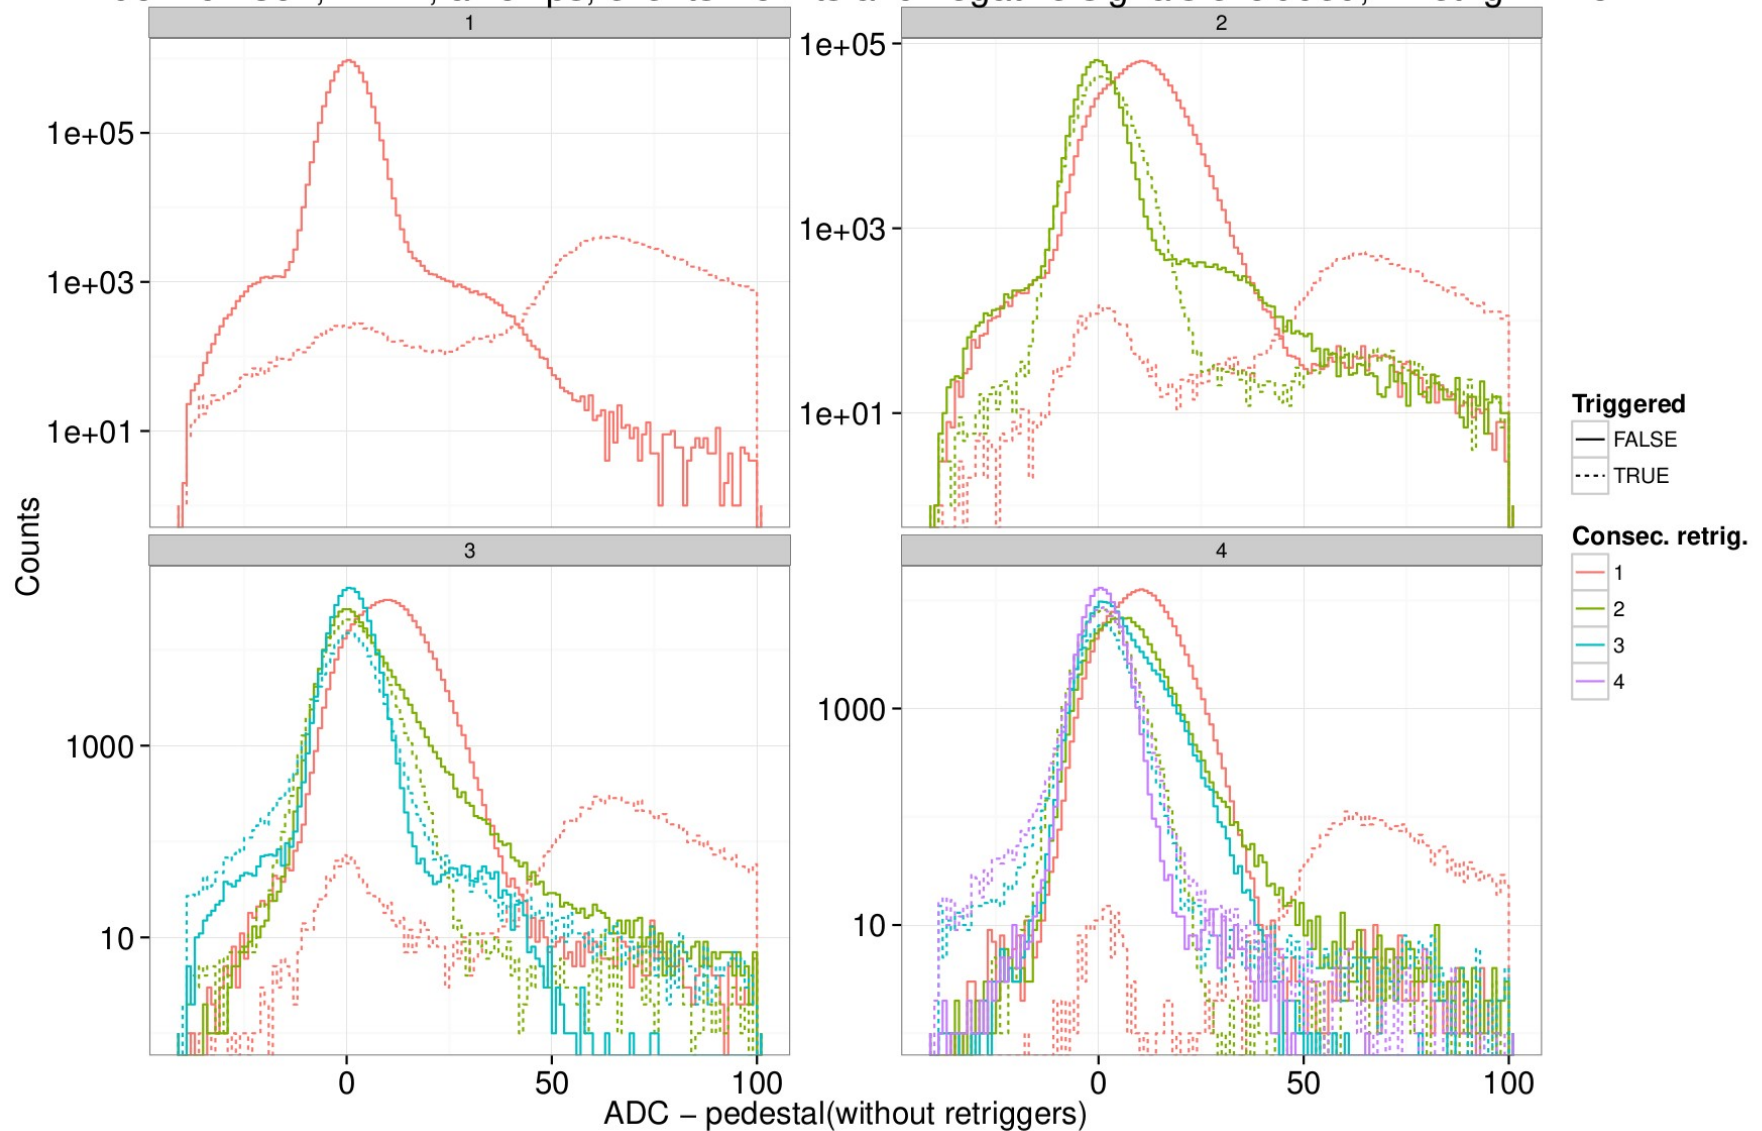 1
2
1e+05
1e+03
1e+01
1e+05
1e+03
1e+01
3
4
1000
10
1000
10
0
50
100
0
50
100
Counts
ADC − pedestal(without retriggers)
Triggered
FALSE
TRUE
Consec. retrig.
1
2
3
4